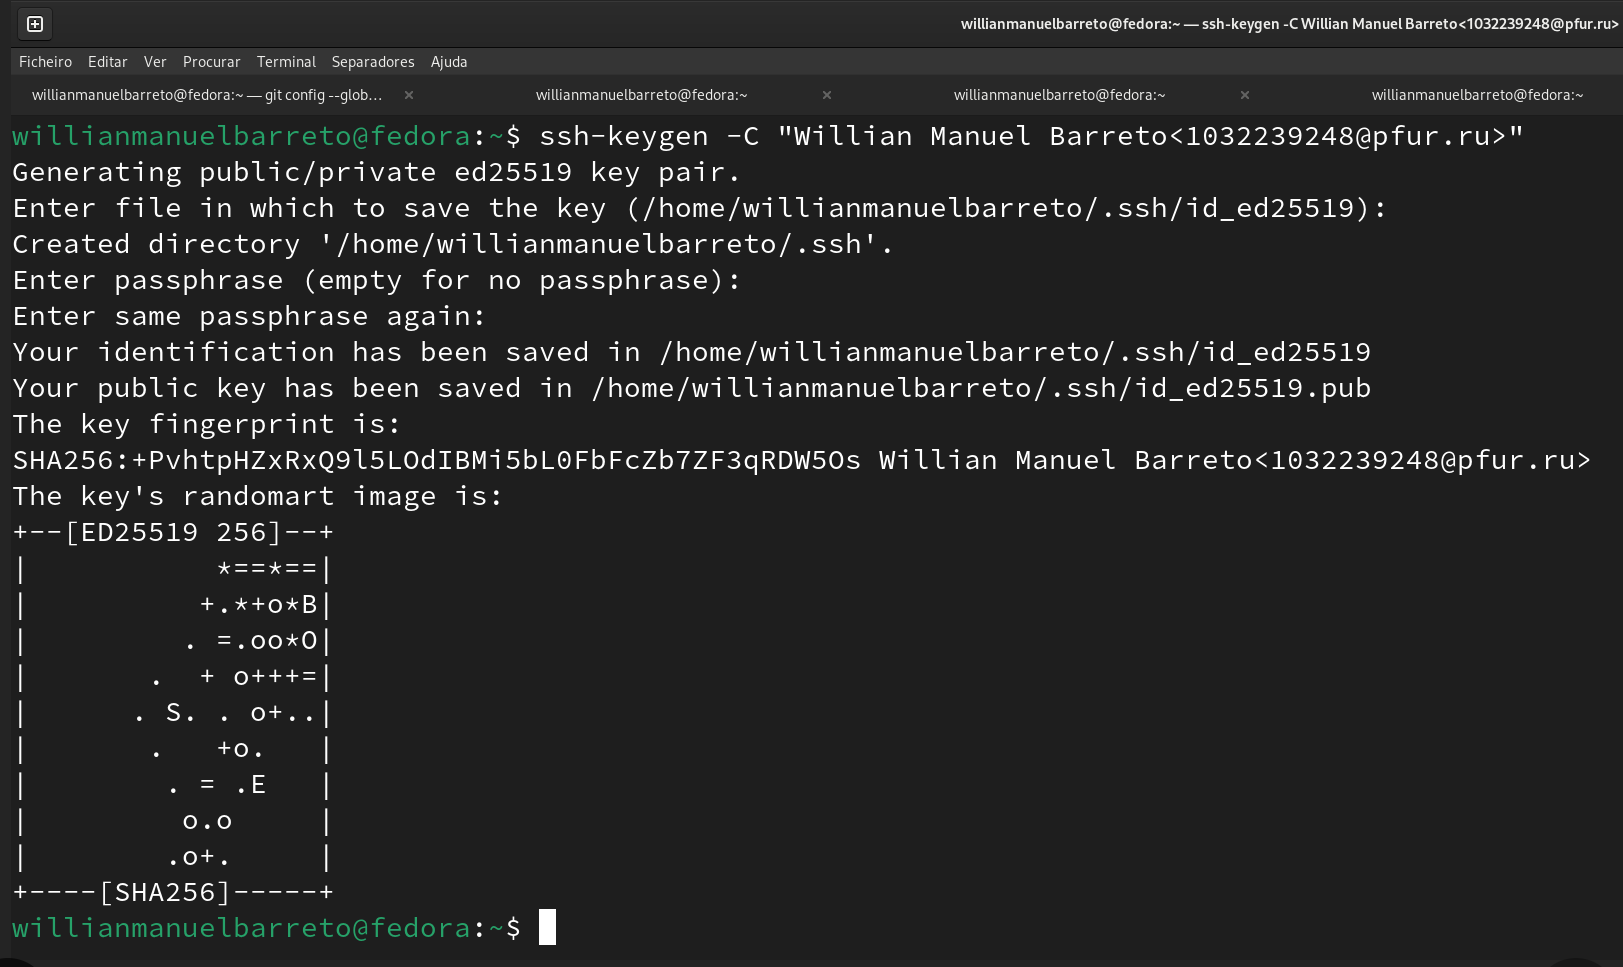 willianmanuelbarreto@fedora:~ — ssh-keygen -C Willian Manuel Barreto<1032239248@pfur.ru>
Ficheiro Editar Ver Procurar Terminal Separadores Ajuda
willianmanuelbarreto@fedora:~ — git config --glob... × willianmanuelbarreto@fedora:~ × willianmanuelbarreto@fedora:~ × willianmanuelbarreto@fedora:~
willianmanuelbarreto@fedora:~$ ssh-keygen -C "Willian Manuel Barreto<1032239248@pfur.ru>"
Generating public/private ed25519 key pair.
Enter file in which to save the key (/home/willianmanuelbarreto/.ssh/id_ed25519):
Created directory '/home/willianmanuelbarreto/.ssh'.
Enter passphrase (empty for no passphrase):
Enter same passphrase again:
Your identification has been saved in /home/willianmanuelbarreto/.ssh/id_ed25519
Your public key has been saved in /home/willianmanuelbarreto/.ssh/id_ed25519.pub
The key fingerprint is:
SHA256:+PvhtpHZxRxQ9l5LOdIBMi5bL0FbFcZb7ZF3qRDW5Os Willian Manuel Barreto<1032239248@pfur.ru>
The key's randomart image is:
+--[ED25519 256]--+
|           *==*==|
|          +.*+o*B|
|         . =.oo*O|
|       .  + o+++=|
|      . S. . o+..|
|       .   +o.   |
|        . = .E   |
|         o.o     |
|        .o+.     |
+----[SHA256]-----+
willianmanuelbarreto@fedora:~$